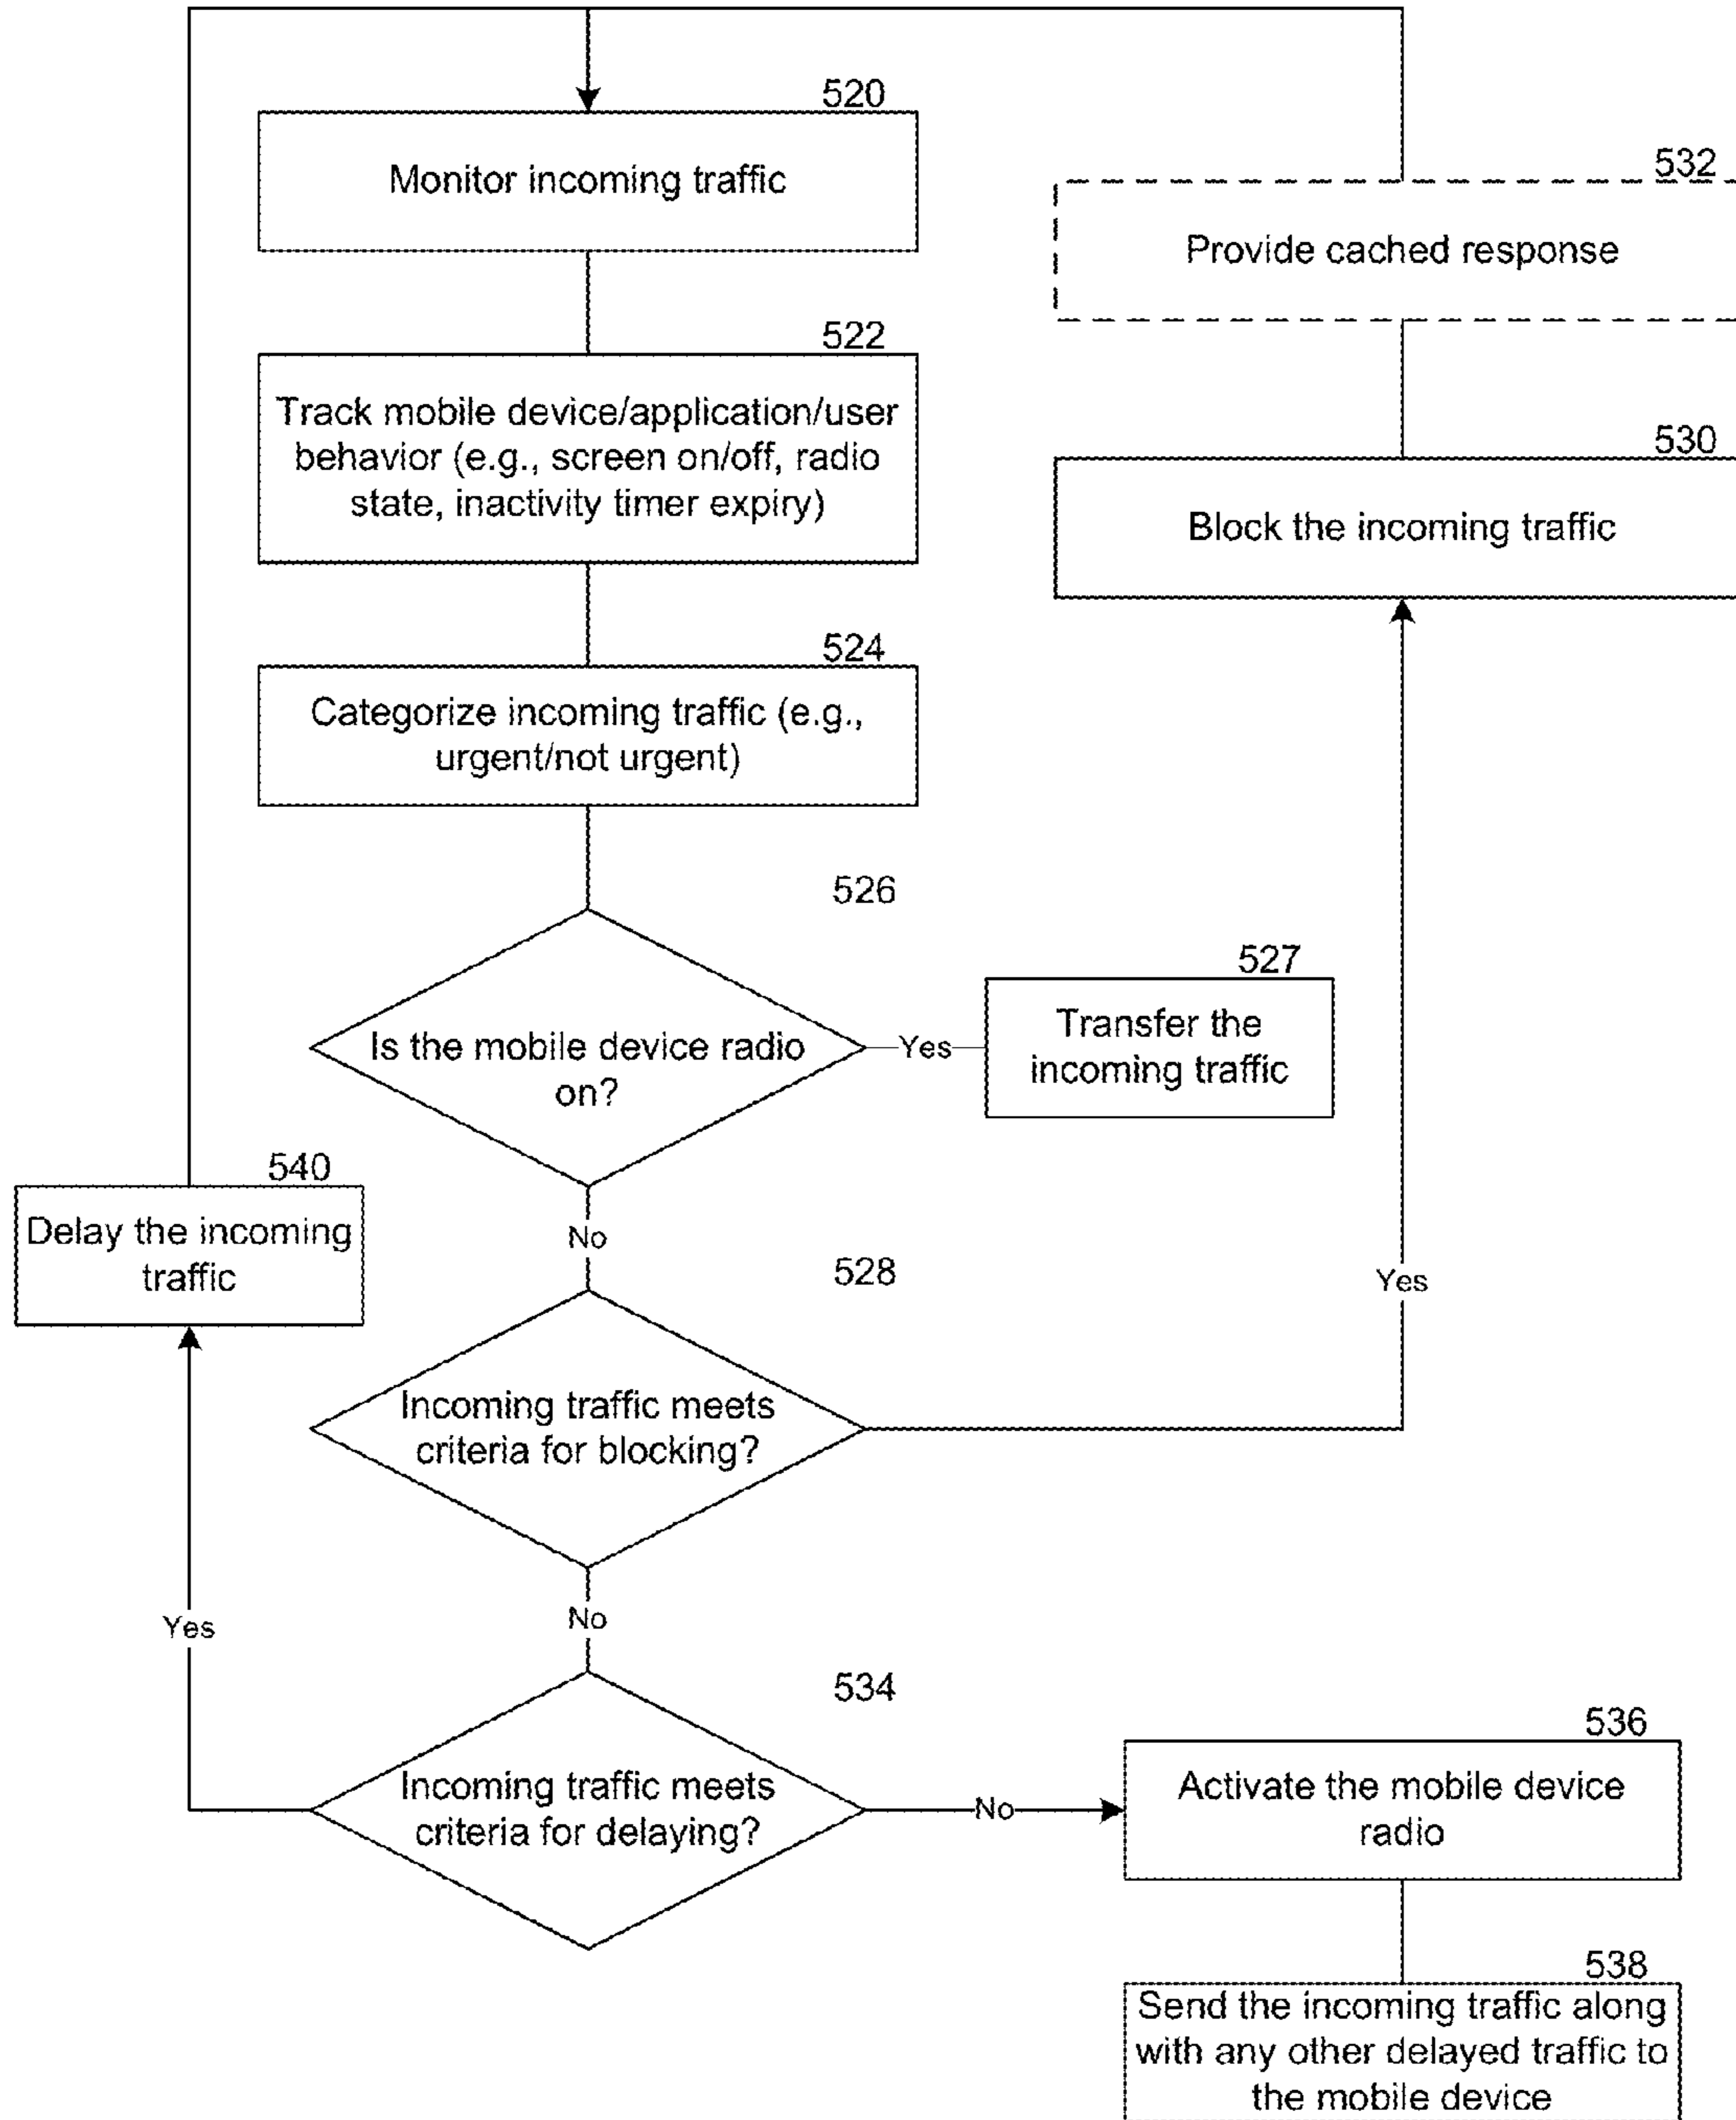 520
Monitor incoming traffic
532
Provide cached response
522
Track mobile device/application/user
behavior (e.g., screen on/off, radio
state, inactivity timer expiry)
530
Block the incoming traffic
524
Categorize incoming traffic (e.g.,
urgent/not urgent)
526
Is the mobile device radio
on?
Yes
527
Transfer the
incoming traffic
No
540
Delay the incoming
traffic
528
Incoming traffic meets
criteria for blocking?
Yes
No
Yes
534
Incoming traffic meets
criteria for delaying?
No
536
Activate the mobile device
radio
538
Send the incoming traffic along
with any other delayed traffic to
the mobile device